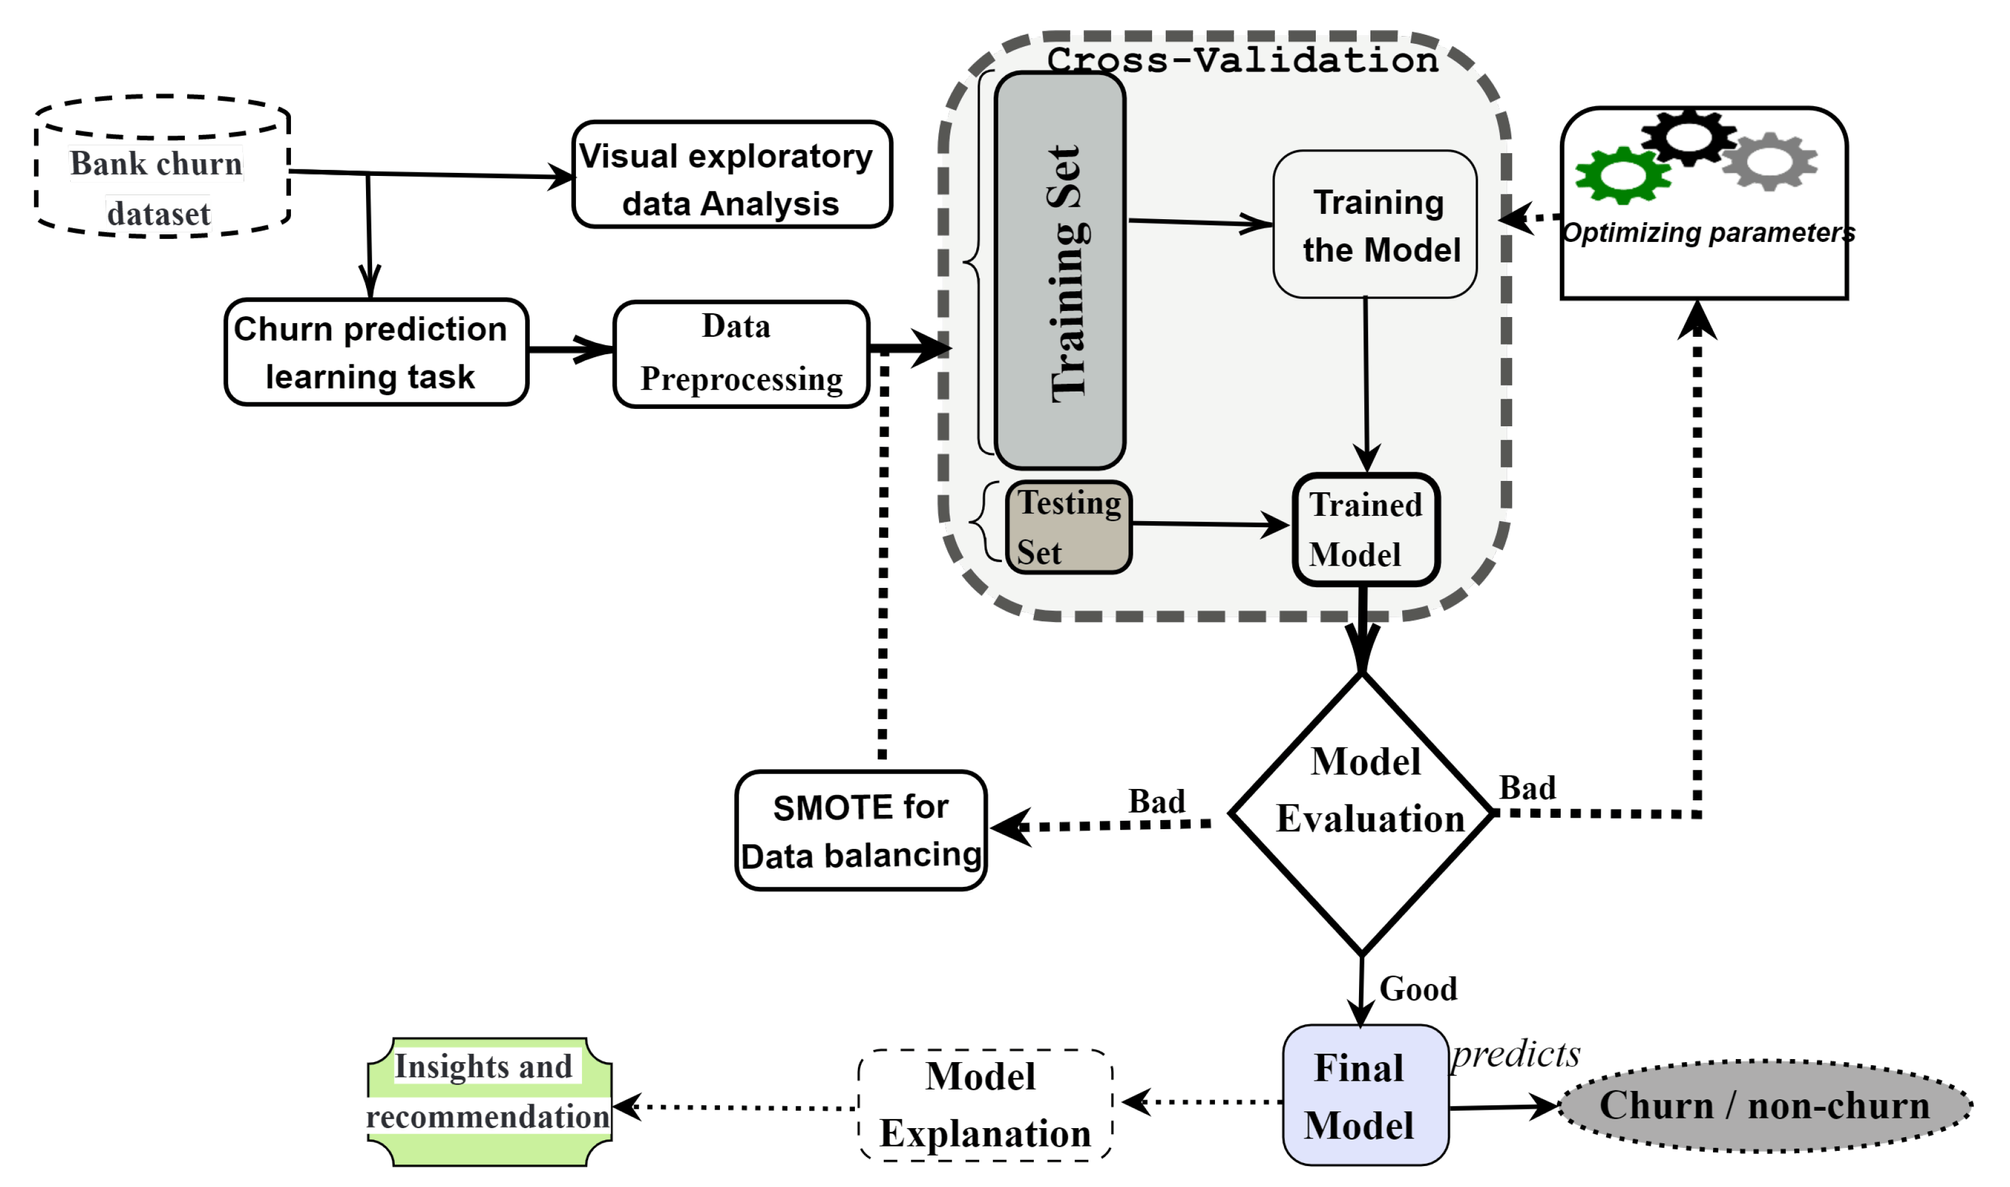 Cross-Validation
Bank churn
dataset
Visual exploratory
data Analysis
Training Set
Training
the Model
Optimizing parameters
Churn prediction
learning task
Data
Preprocessing
Testing
Set
Trained
Model
Model
Evaluation
Bad
Bad
SMOTE for
Data balancing
Good
Final
Model
predicts
Churn / non-churn
Model
Explanation
Insights and
recommendation